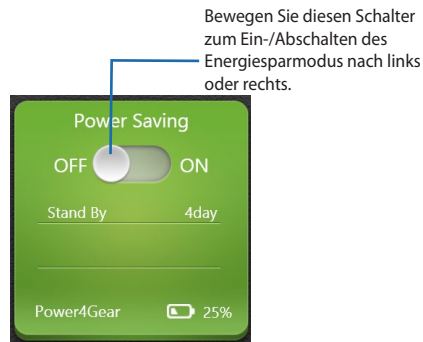 Bewegen Sie diesen Schalter
zum Ein-/Abschalten des
Energiesparmodus nach links
oder rechts.
Power Saving
OFF ON
Stand By 4day
Power4Gear 25%